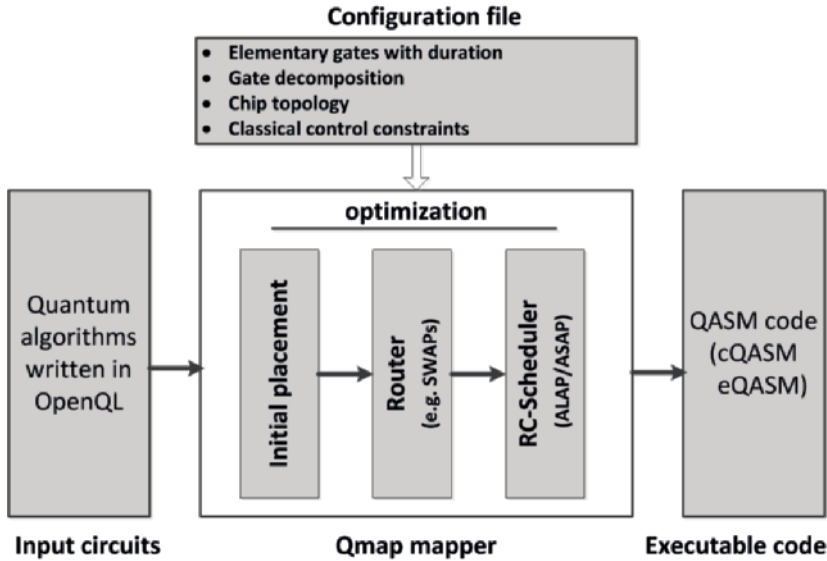 Configuration file
• Elementary gates with duration
• Gate decomposition
• Chip topology
• Classical control constraints
Quantum
algorithms
written in
OpenQL
optimization
Initial placement
Router
(e.g. SWAPs)
RC-Scheduler
(ALAP/ASAP)
QASM code
(cQASM
eQASM)
Input circuits
Qmap mapper
Executable code